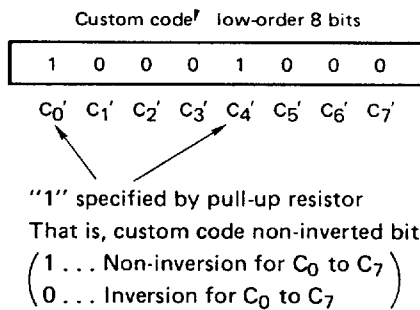 Custom code' low-order 8 bits
1 0 0 0 1 0 0 0
C0' C1' C2' C3' C4' C5' C6' C7'
"1" specified by pull-up resistor
That is, custom code non-inverted bit
(1 ... Non-inversion for C0 to C7
0 ... Inversion for C0 to C7)